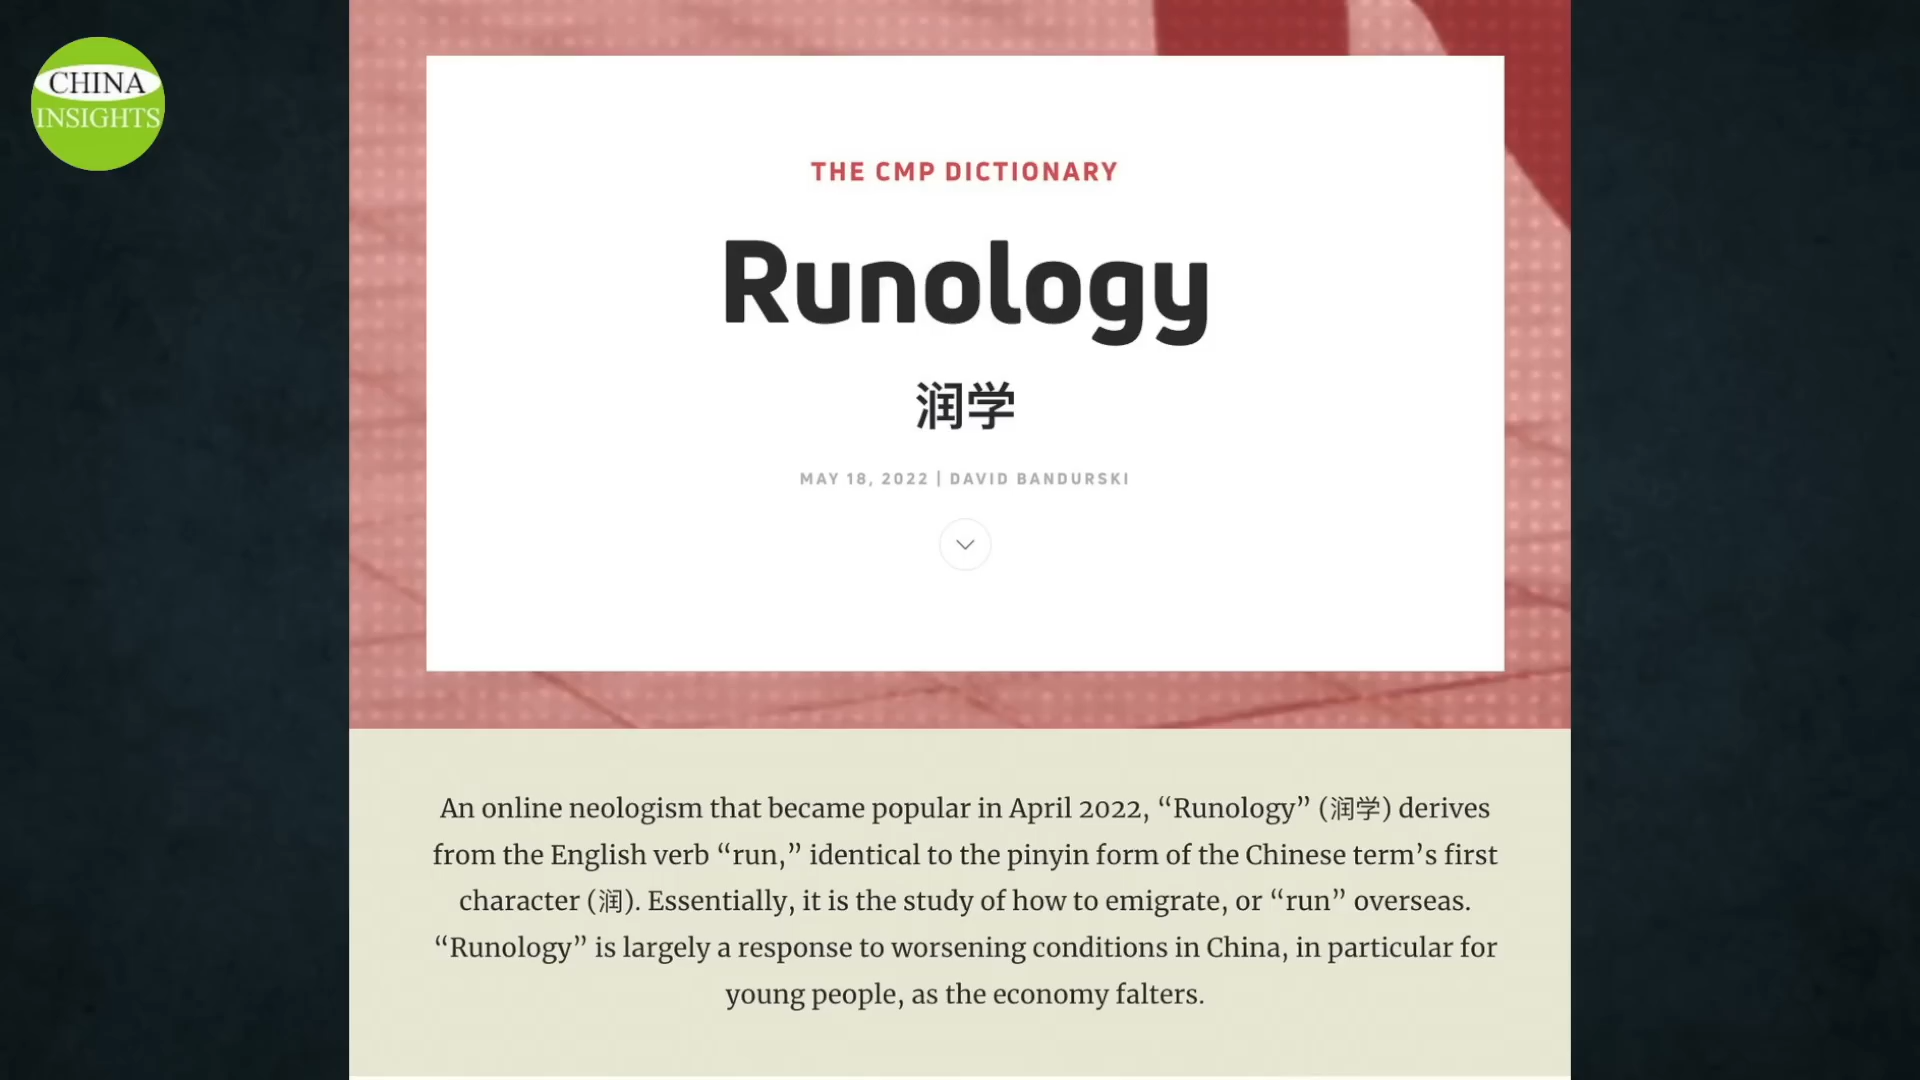 CHINA
INSIGHTS
THE CMP DICTIONARY
Runology
润学
MAY 18, 2022 | DAVID BANDURSKI
An online neologism that became popular in April 2022, “Runology” (润学) derives
from the English verb “run,” identical to the pinyin form of the Chinese term’s first
character (润). Essentially, it is the study of how to emigrate, or “run” overseas.
“Runology” is largely a response to worsening conditions in China, in particular for
young people, as the economy falters.